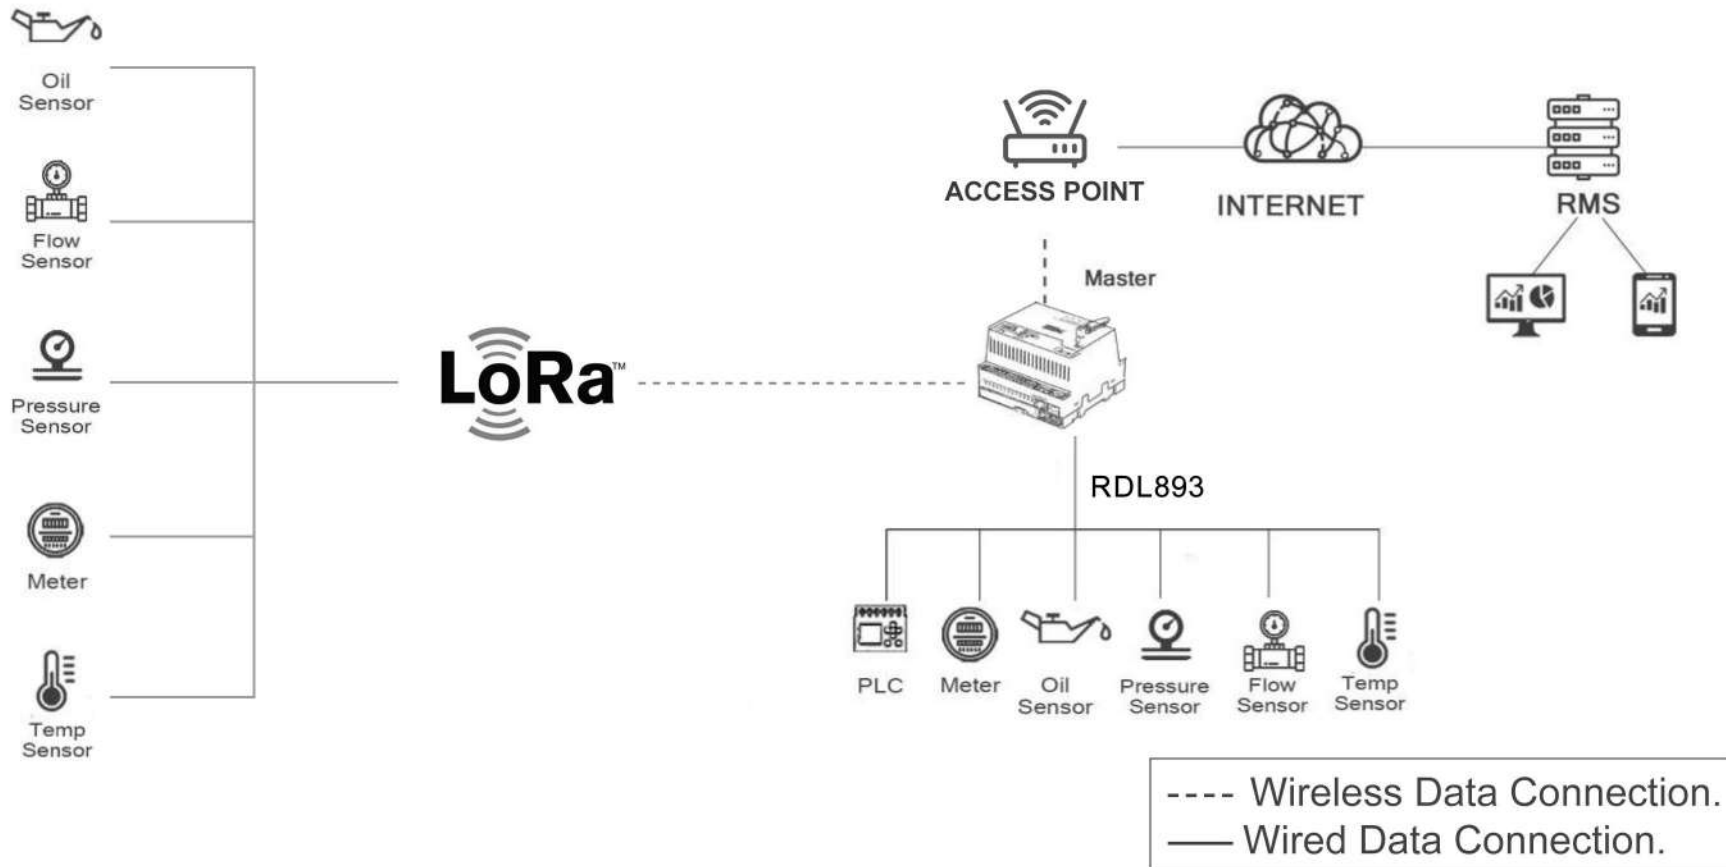 Oil
Sensor
Flow
Sensor
Pressure
Sensor
Meter
Temp
Sensor
LoRa™
ACCESS POINT
INTERNET
RMS
Master
RDL893
PLC
Meter
Oil
Sensor
Pressure
Sensor
Flow
Sensor
Temp
Sensor
---- Wireless Data Connection.
—— Wired Data Connection.